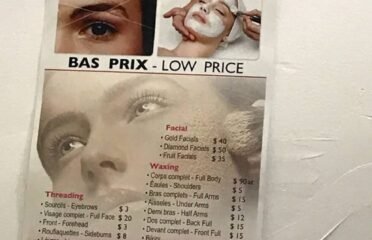 BAS PRIX - LOW PRICE
Facial
• Gold Facials $ 40
• Diamond Facials $ 50
• Fruit Facials $ 35
Waxing
• Corps complet - Full Body $ 90
• Éaules - Shoulders $ 5
• Bras complets - Full Arms $ 15
• Aisseles - Under Arms $ 5
• Demi bras - Half Arms $ 12
• Dos complet - Back Full $ 15
• Devant complet - Front Full $ 15
Threading
• Sourcils - Eyebrows $ 5
• Visage complet - Full Face $ 20
• Front - Forehead $ 3
• Rouflaquettes - Sideburns $ 8